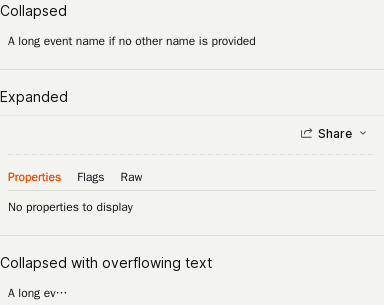 Collapsed
A long event name if no other name is provided
Expanded
Share
Properties Flags Raw
No properties to display
Collapsed with overflowing text
A long ev⋯